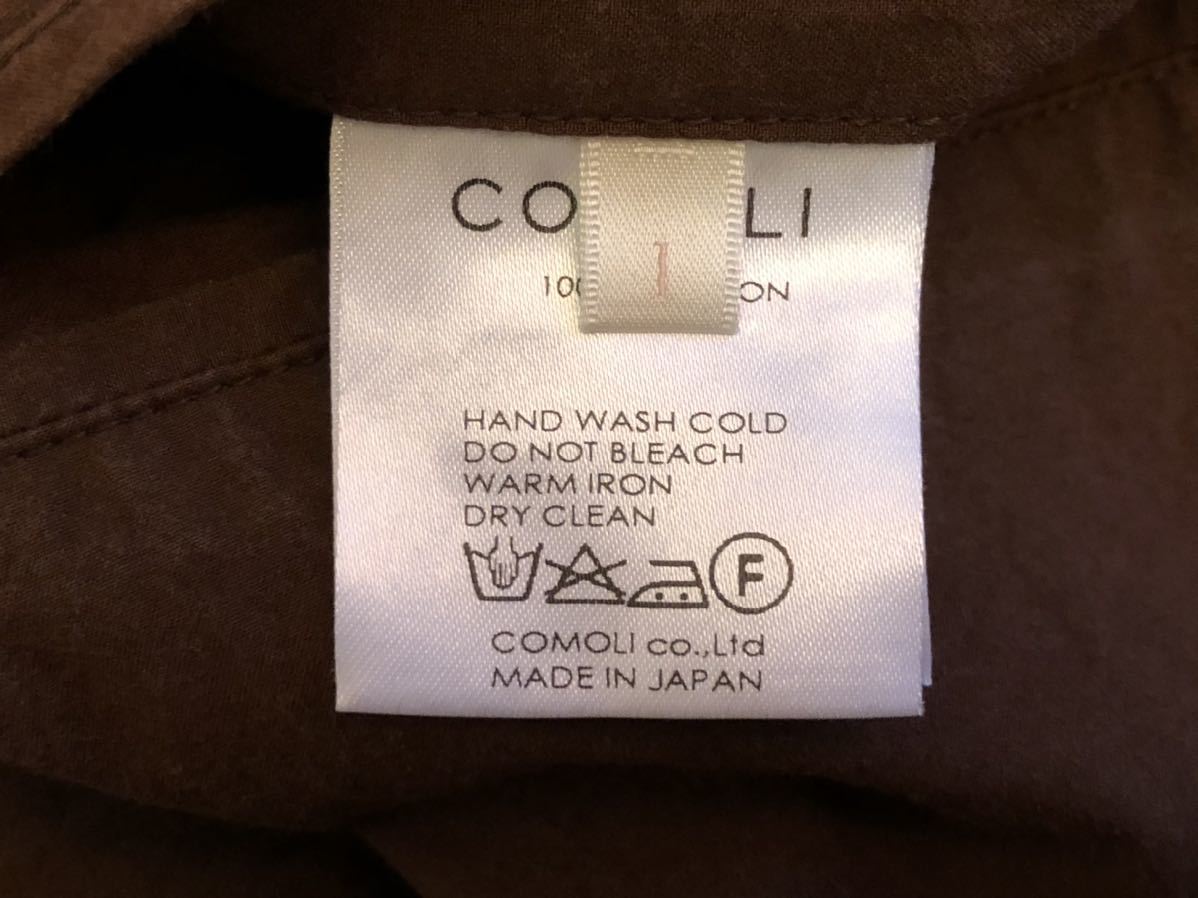 CO LI
1
100 ON
HAND WASH COLD
DO NOT BLEACH
WARM IRON
DRY CLEAN
F
COMOLI co.,Ltd
MADE IN JAPAN